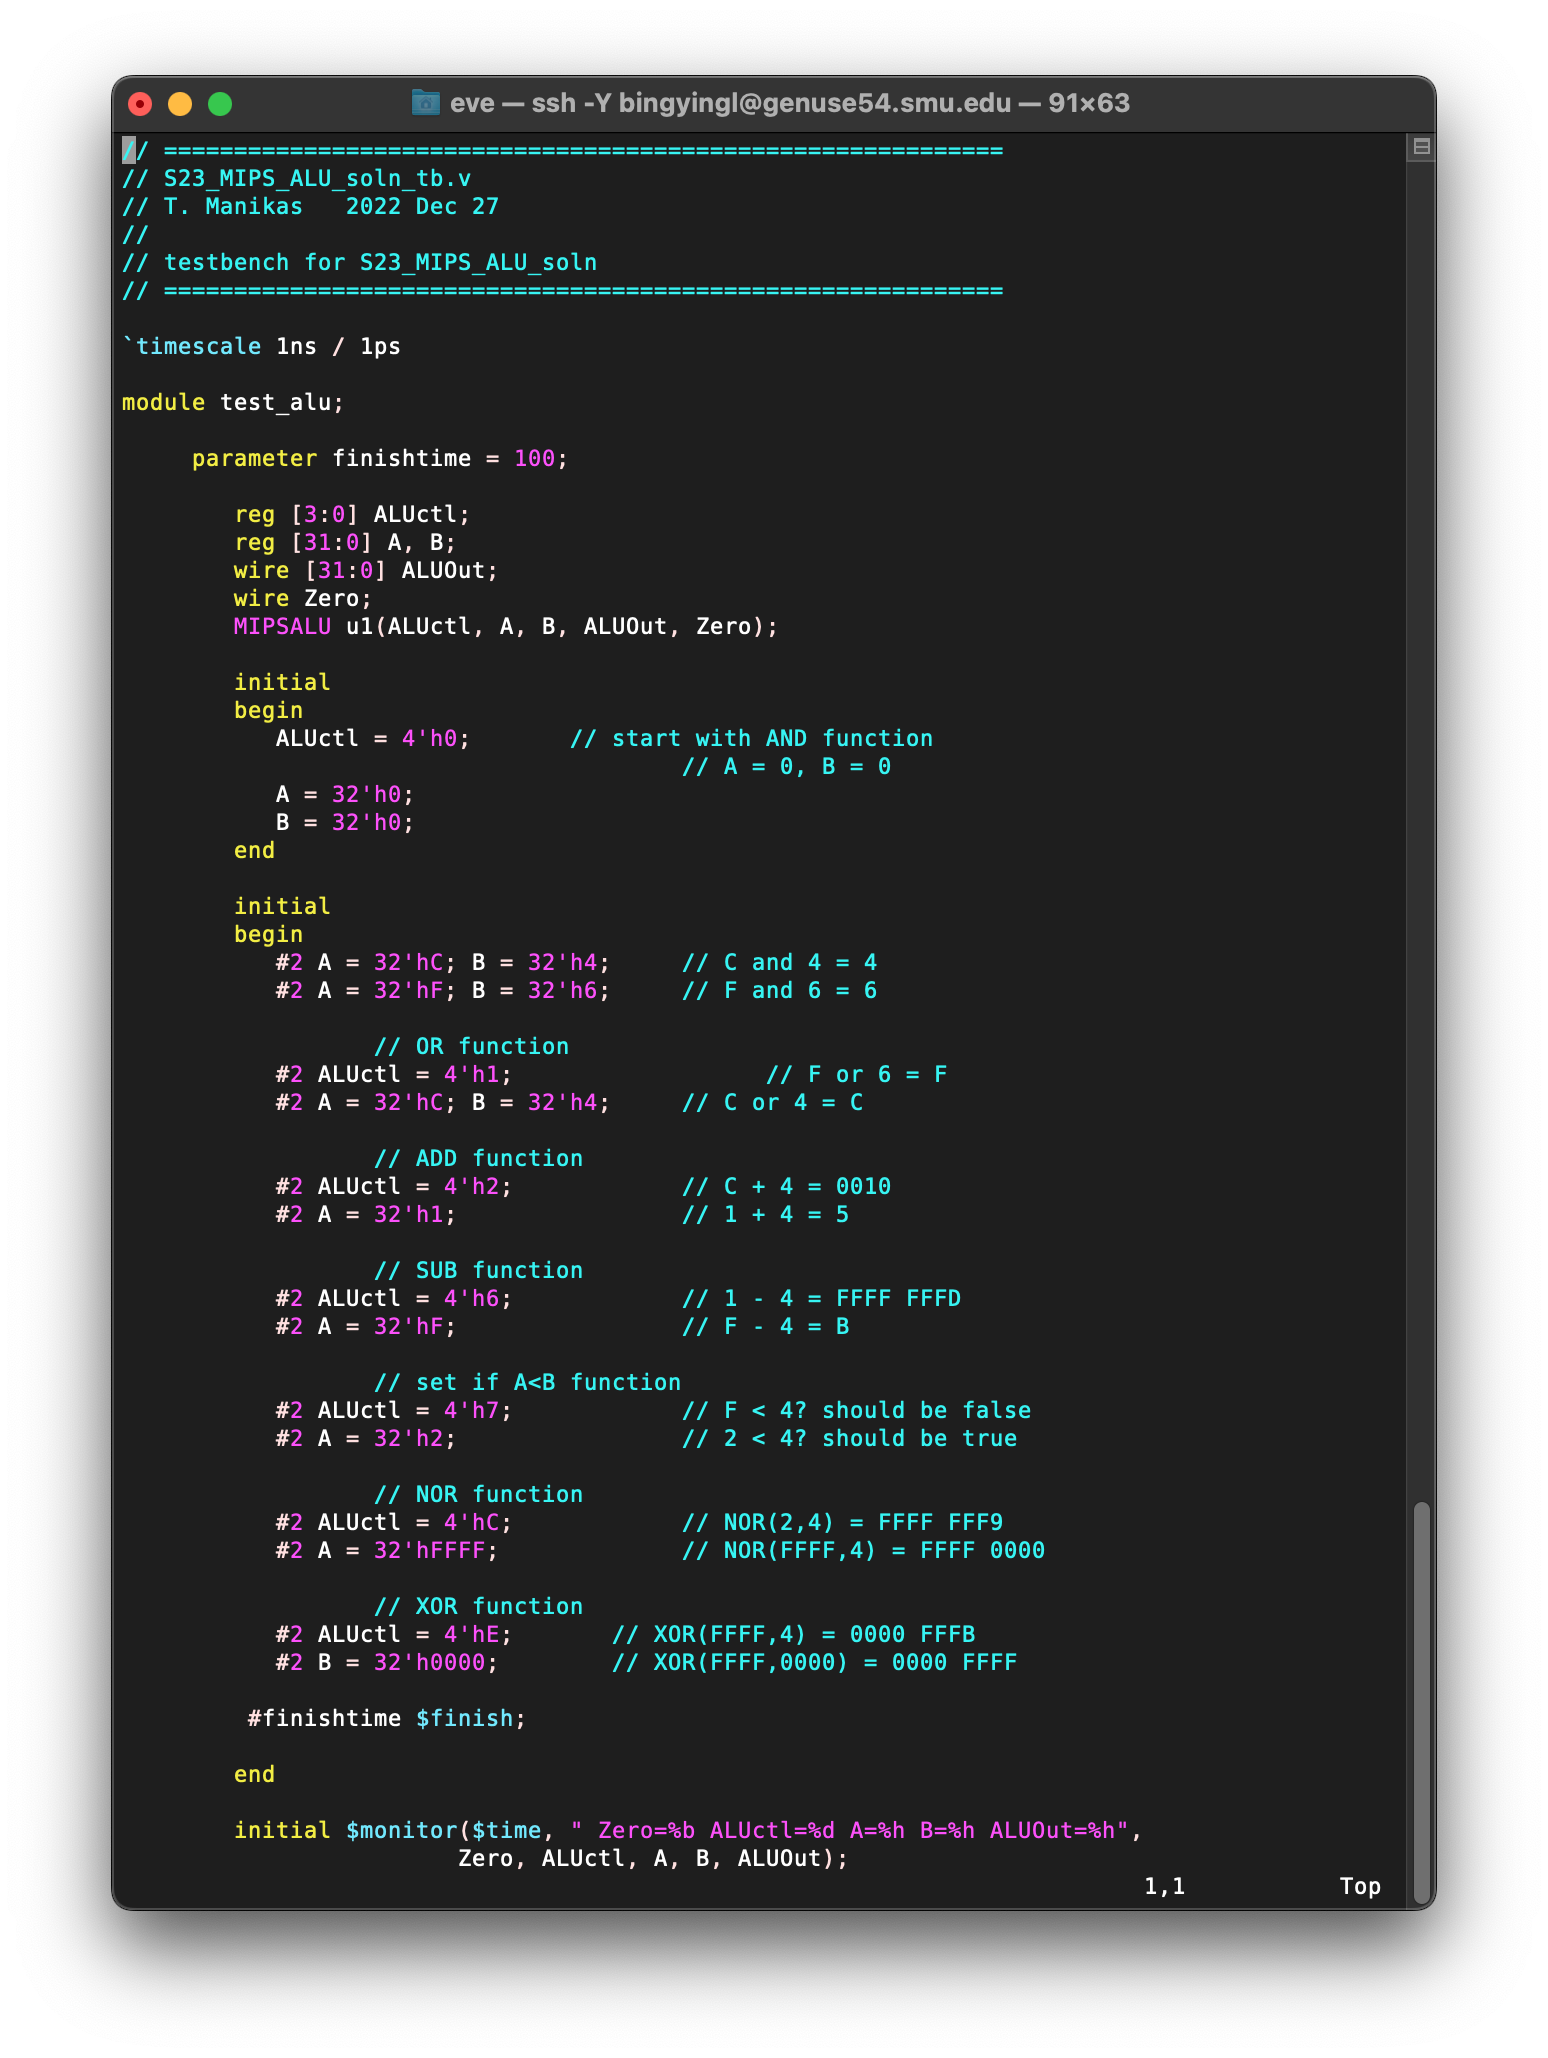 eve — ssh -Y bingyingl@genuse54.smu.edu — 91×63
// ============================================================
// S23_MIPS_ALU_soln_tb.v
// T. Manikas   2022 Dec 27
//
// testbench for S23_MIPS_ALU_soln
// ============================================================
`timescale 1ns / 1ps
module test_alu;
parameter finishtime = 100;
reg [3:0] ALUctl;
reg [31:0] A, B;
wire [31:0] ALUOut;
wire Zero;
MIPSALU u1(ALUctl, A, B, ALUOut, Zero);
initial
begin
ALUctl = 4'h0;       // start with AND function
// A = 0, B = 0
A = 32'h0;
B = 32'h0;
end
initial
begin
#2 A = 32'hC; B = 32'h4;     // C and 4 = 4
#2 A = 32'hF; B = 32'h6;     // F and 6 = 6
// OR function
#2 ALUctl = 4'h1;                  // F or 6 = F
#2 A = 32'hC; B = 32'h4;     // C or 4 = C
// ADD function
#2 ALUctl = 4'h2;            // C + 4 = 0010
#2 A = 32'h1;                // 1 + 4 = 5
// SUB function
#2 ALUctl = 4'h6;            // 1 - 4 = FFFF FFFD
#2 A = 32'hF;                // F - 4 = B
// set if A<B function
#2 ALUctl = 4'h7;            // F < 4? should be false
#2 A = 32'h2;                // 2 < 4? should be true
// NOR function
#2 ALUctl = 4'hC;            // NOR(2,4) = FFFF FFF9
#2 A = 32'hFFFF;             // NOR(FFFF,4) = FFFF 0000
// XOR function
#2 ALUctl = 4'hE;       // XOR(FFFF,4) = 0000 FFFB
#2 B = 32'h0000;        // XOR(FFFF,0000) = 0000 FFFF
#finishtime $finish;
end
initial $monitor($time, " Zero=%b ALUctl=%d A=%h B=%h ALUOut=%h",
Zero, ALUctl, A, B, ALUOut);
1,1           Top